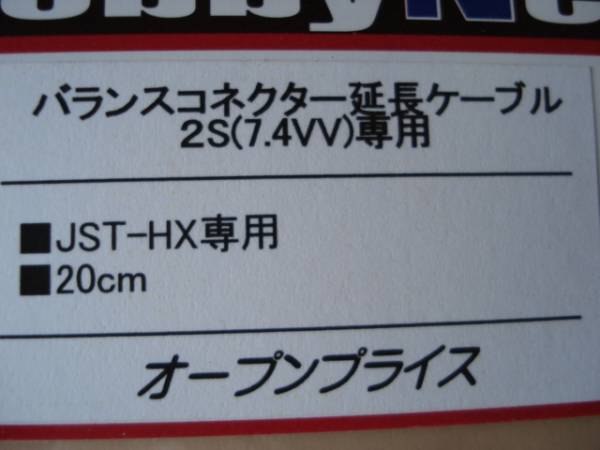 HobbyNe
バランスコネクター延長ケーブル
2S(7.4VV)専用
■JST-HX専用
■20cm
オープンプライス